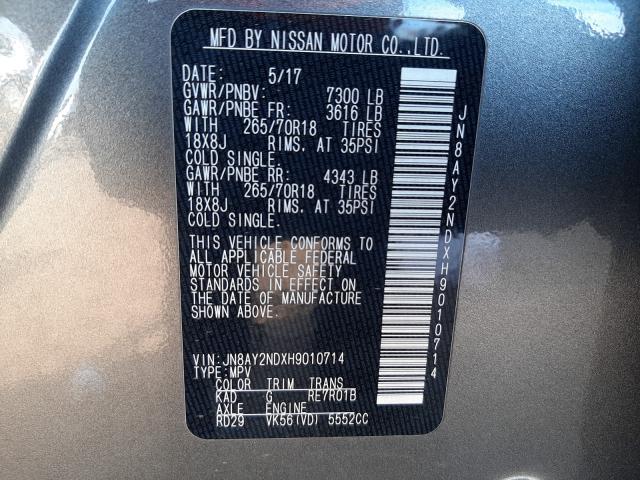 MFD BY NISSAN MOTOR CO.,LTD.
DATE: 5/17
GVWR/PNBV: 7300 LB
GAWR/PNBE FR: 3616 LB
WITH 265/70R18 TIRES
18X8J RIMS. AT 35PSI
COLD SINGLE.
GAWR/PNBE RR: 4343 LB
WITH 265/70R18 TIRES
18X8J RIMS. AT 35PSI
COLD SINGLE.
THIS VEHICLE CONFORMS TO
ALL APPLICABLE FEDERAL
MOTOR VEHICLE SAFETY
STANDARDS IN EFFECT ON
THE DATE OF MANUFACTURE
SHOWN ABOVE.
VIN:JN8AY2NDXH9010714
TYPE:MPV
COLOR TRIM TRANS
KAD G RE7R01B
AXLE ENGINE
RD29 VK56(VD) 5552CC
JN8AY2NDXH9010714